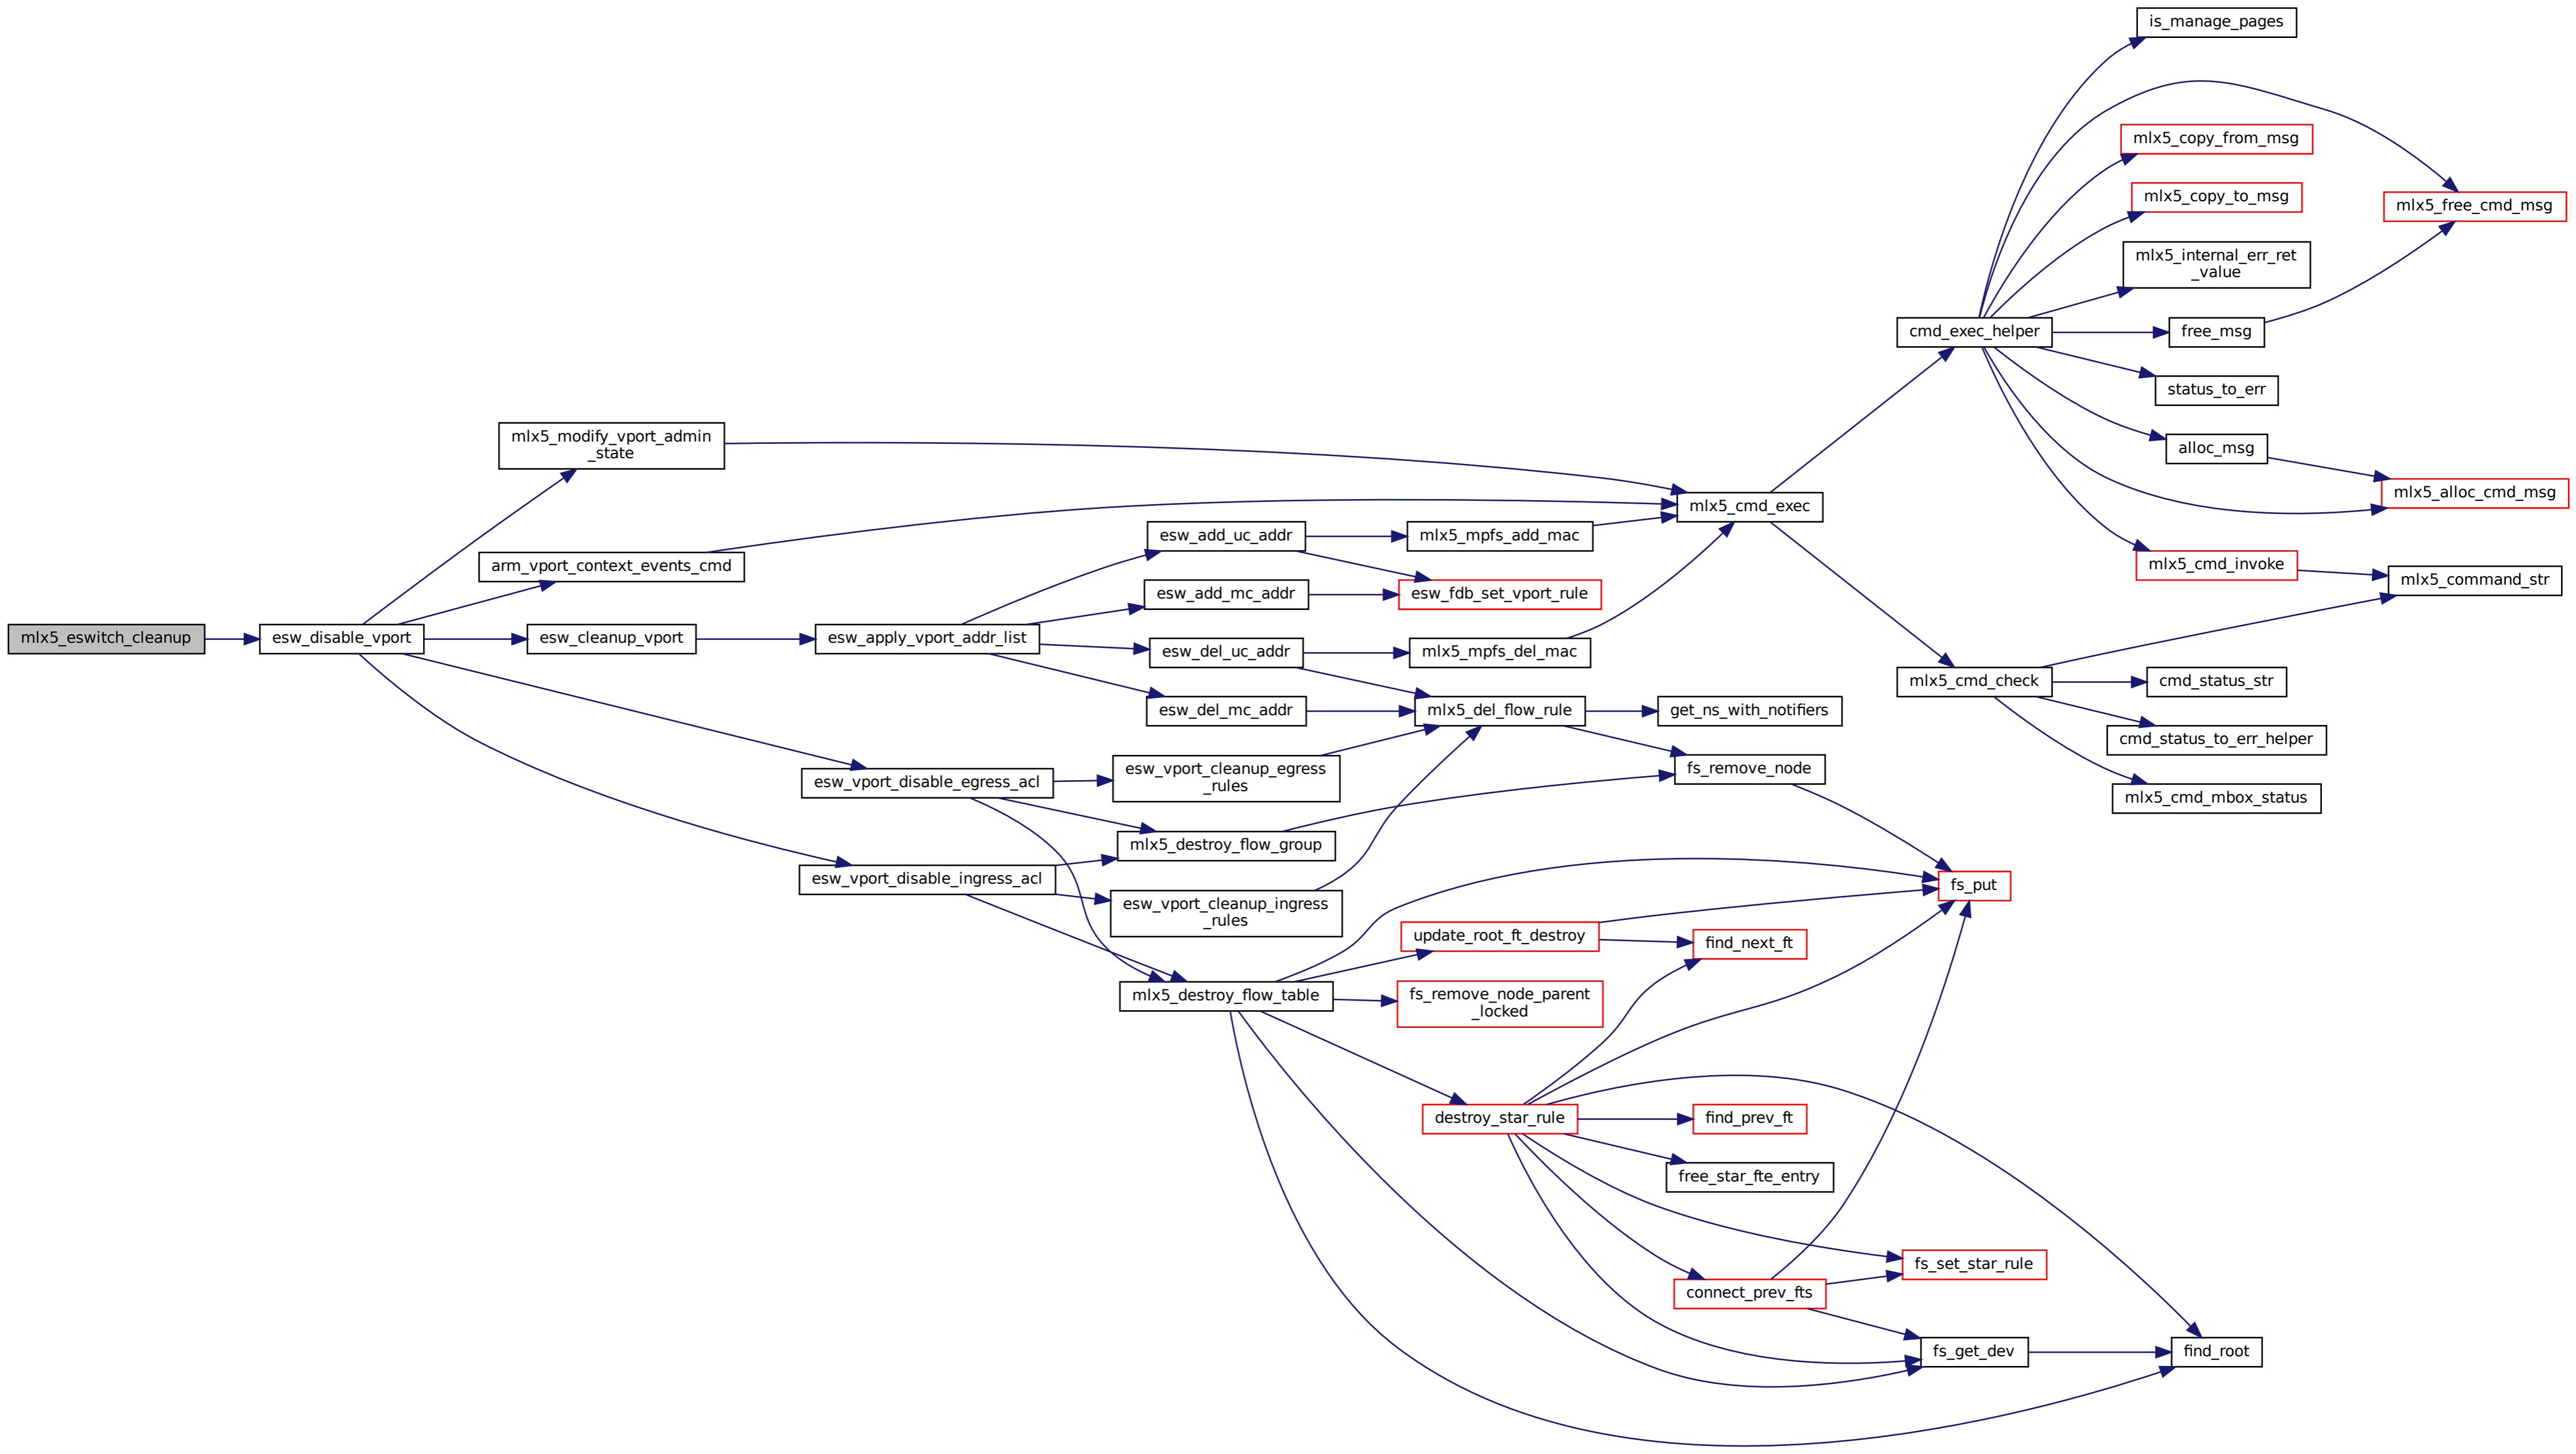 is_manage_pages
mlx5_copy_from_msg
mlx5_copy_to_msg
mlx5_free_cmd_msg
mlx5_internal_err_ret
_value
cmd_exec_helper
free_msg
status_to_err
mlx5_modify_vport_admin
_state
alloc_msg
mlx5_alloc_cmd_msg
mlx5_cmd_exec
esw_add_uc_addr
mlx5_mpfs_add_mac
arm_vport_context_events_cmd
mlx5_cmd_invoke
mlx5_command_str
esw_add_mc_addr
esw_fdb_set_vport_rule
mlx5_eswitch_cleanup
esw_disable_vport
esw_cleanup_vport
esw_apply_vport_addr_list
esw_del_uc_addr
mlx5_mpfs_del_mac
mlx5_cmd_check
cmd_status_str
esw_del_mc_addr
mlx5_del_flow_rule
get_ns_with_notifiers
cmd_status_to_err_helper
esw_vport_disable_egress_acl
esw_vport_cleanup_egress
_rules
fs_remove_node
mlx5_cmd_mbox_status
mlx5_destroy_flow_group
esw_vport_disable_ingress_acl
fs_put
esw_vport_cleanup_ingress
_rules
update_root_ft_destroy
find_next_ft
mlx5_destroy_flow_table
fs_remove_node_parent
_locked
destroy_star_rule
find_prev_ft
free_star_fte_entry
fs_set_star_rule
connect_prev_fts
fs_get_dev
find_root